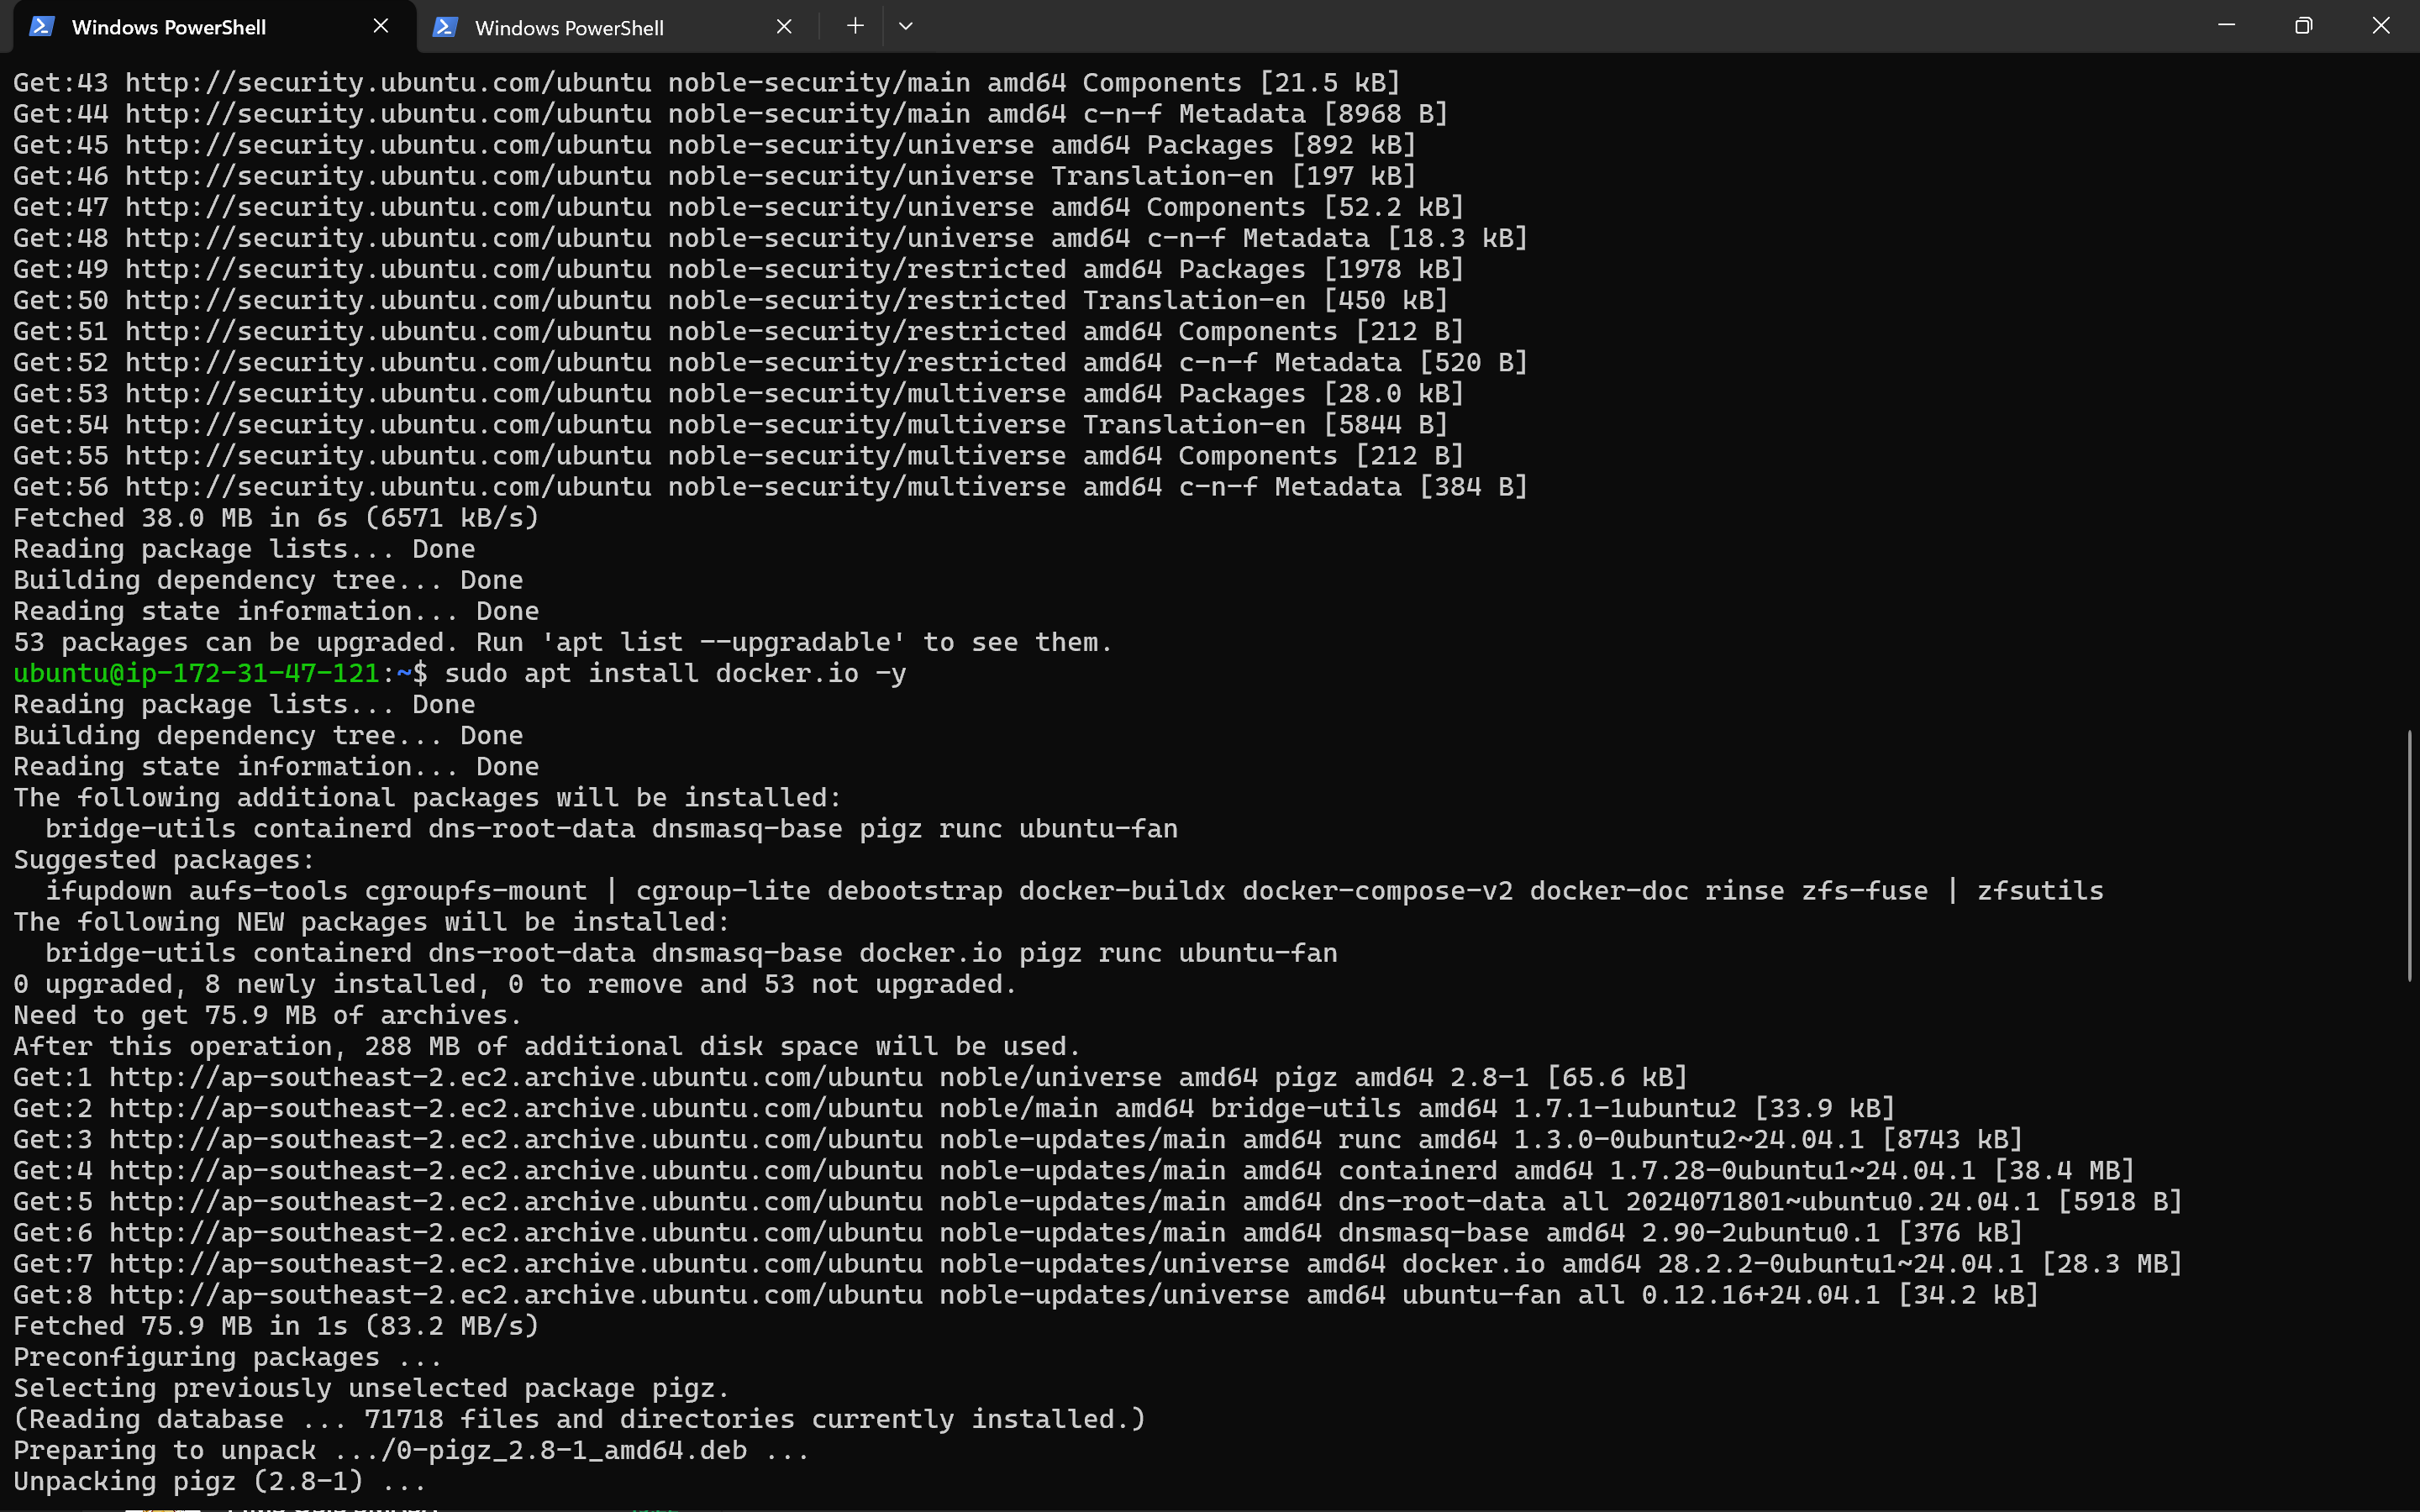 Windows PowerShell
Windows PowerShell
Get:43 http://security.ubuntu.com/ubuntu noble-security/main amd64 Components [21.5 kB]
Get:44 http://security.ubuntu.com/ubuntu noble-security/main amd64 c-n-f Metadata [8968 B]
Get:45 http://security.ubuntu.com/ubuntu noble-security/universe amd64 Packages [892 kB]
Get:46 http://security.ubuntu.com/ubuntu noble-security/universe Translation-en [197 kB]
Get:47 http://security.ubuntu.com/ubuntu noble-security/universe amd64 Components [52.2 kB]
Get:48 http://security.ubuntu.com/ubuntu noble-security/universe amd64 c-n-f Metadata [18.3 kB]
Get:49 http://security.ubuntu.com/ubuntu noble-security/restricted amd64 Packages [1978 kB]
Get:50 http://security.ubuntu.com/ubuntu noble-security/restricted Translation-en [450 kB]
Get:51 http://security.ubuntu.com/ubuntu noble-security/restricted amd64 Components [212 B]
Get:52 http://security.ubuntu.com/ubuntu noble-security/restricted amd64 c-n-f Metadata [520 B]
Get:53 http://security.ubuntu.com/ubuntu noble-security/multiverse amd64 Packages [28.0 kB]
Get:54 http://security.ubuntu.com/ubuntu noble-security/multiverse Translation-en [5844 B]
Get:55 http://security.ubuntu.com/ubuntu noble-security/multiverse amd64 Components [212 B]
Get:56 http://security.ubuntu.com/ubuntu noble-security/multiverse amd64 c-n-f Metadata [384 B]
Fetched 38.0 MB in 6s (6571 kB/s)
Reading package lists... Done
Building dependency tree... Done
Reading state information... Done
53 packages can be upgraded. Run 'apt list --upgradable' to see them.
ubuntu@ip-172-31-47-121:~$ sudo apt install docker.io -y
Reading package lists... Done
Building dependency tree... Done
Reading state information... Done
The following additional packages will be installed:
  bridge-utils containerd dns-root-data dnsmasq-base pigz runc ubuntu-fan
Suggested packages:
  ifupdown aufs-tools cgroupfs-mount | cgroup-lite debootstrap docker-buildx docker-compose-v2 docker-doc rinse zfs-fuse | zfsutils
The following NEW packages will be installed:
  bridge-utils containerd dns-root-data dnsmasq-base docker.io pigz runc ubuntu-fan
0 upgraded, 8 newly installed, 0 to remove and 53 not upgraded.
Need to get 75.9 MB of archives.
After this operation, 288 MB of additional disk space will be used.
Get:1 http://ap-southeast-2.ec2.archive.ubuntu.com/ubuntu noble/universe amd64 pigz amd64 2.8-1 [65.6 kB]
Get:2 http://ap-southeast-2.ec2.archive.ubuntu.com/ubuntu noble/main amd64 bridge-utils amd64 1.7.1-1ubuntu2 [33.9 kB]
Get:3 http://ap-southeast-2.ec2.archive.ubuntu.com/ubuntu noble-updates/main amd64 runc amd64 1.3.0-0ubuntu2~24.04.1 [8743 kB]
Get:4 http://ap-southeast-2.ec2.archive.ubuntu.com/ubuntu noble-updates/main amd64 containerd amd64 1.7.28-0ubuntu1~24.04.1 [38.4 MB]
Get:5 http://ap-southeast-2.ec2.archive.ubuntu.com/ubuntu noble-updates/main amd64 dns-root-data all 2024071801~ubuntu0.24.04.1 [5918 B]
Get:6 http://ap-southeast-2.ec2.archive.ubuntu.com/ubuntu noble-updates/main amd64 dnsmasq-base amd64 2.90-2ubuntu0.1 [376 kB]
Get:7 http://ap-southeast-2.ec2.archive.ubuntu.com/ubuntu noble-updates/universe amd64 docker.io amd64 28.2.2-0ubuntu1~24.04.1 [28.3 MB]
Get:8 http://ap-southeast-2.ec2.archive.ubuntu.com/ubuntu noble-updates/universe amd64 ubuntu-fan all 0.12.16+24.04.1 [34.2 kB]
Fetched 75.9 MB in 1s (83.2 MB/s)
Preconfiguring packages ...
Selecting previously unselected package pigz.
(Reading database ... 71718 files and directories currently installed.)
Preparing to unpack .../0-pigz_2.8-1_amd64.deb ...
Unpacking pigz (2.8-1) ...